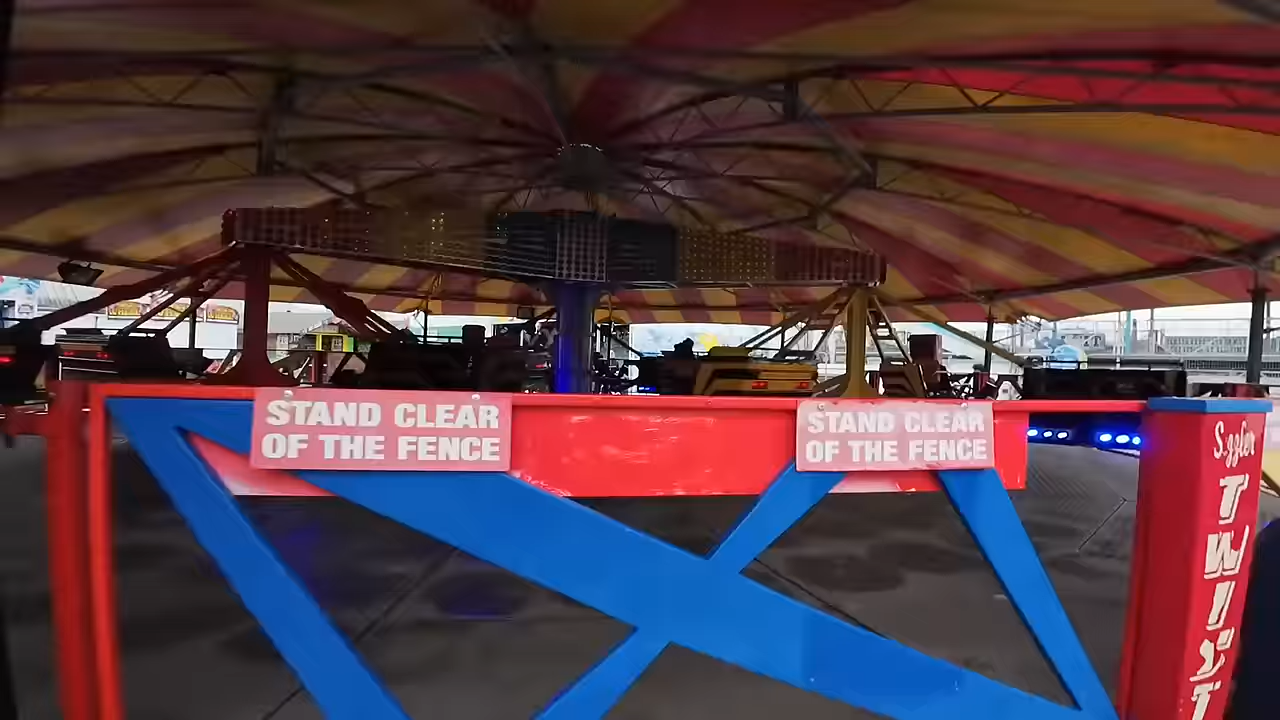 STAND CLEAR
OF THE FENCE
STAND CLEAR
OF THE FENCE
Sizzler
TWIST